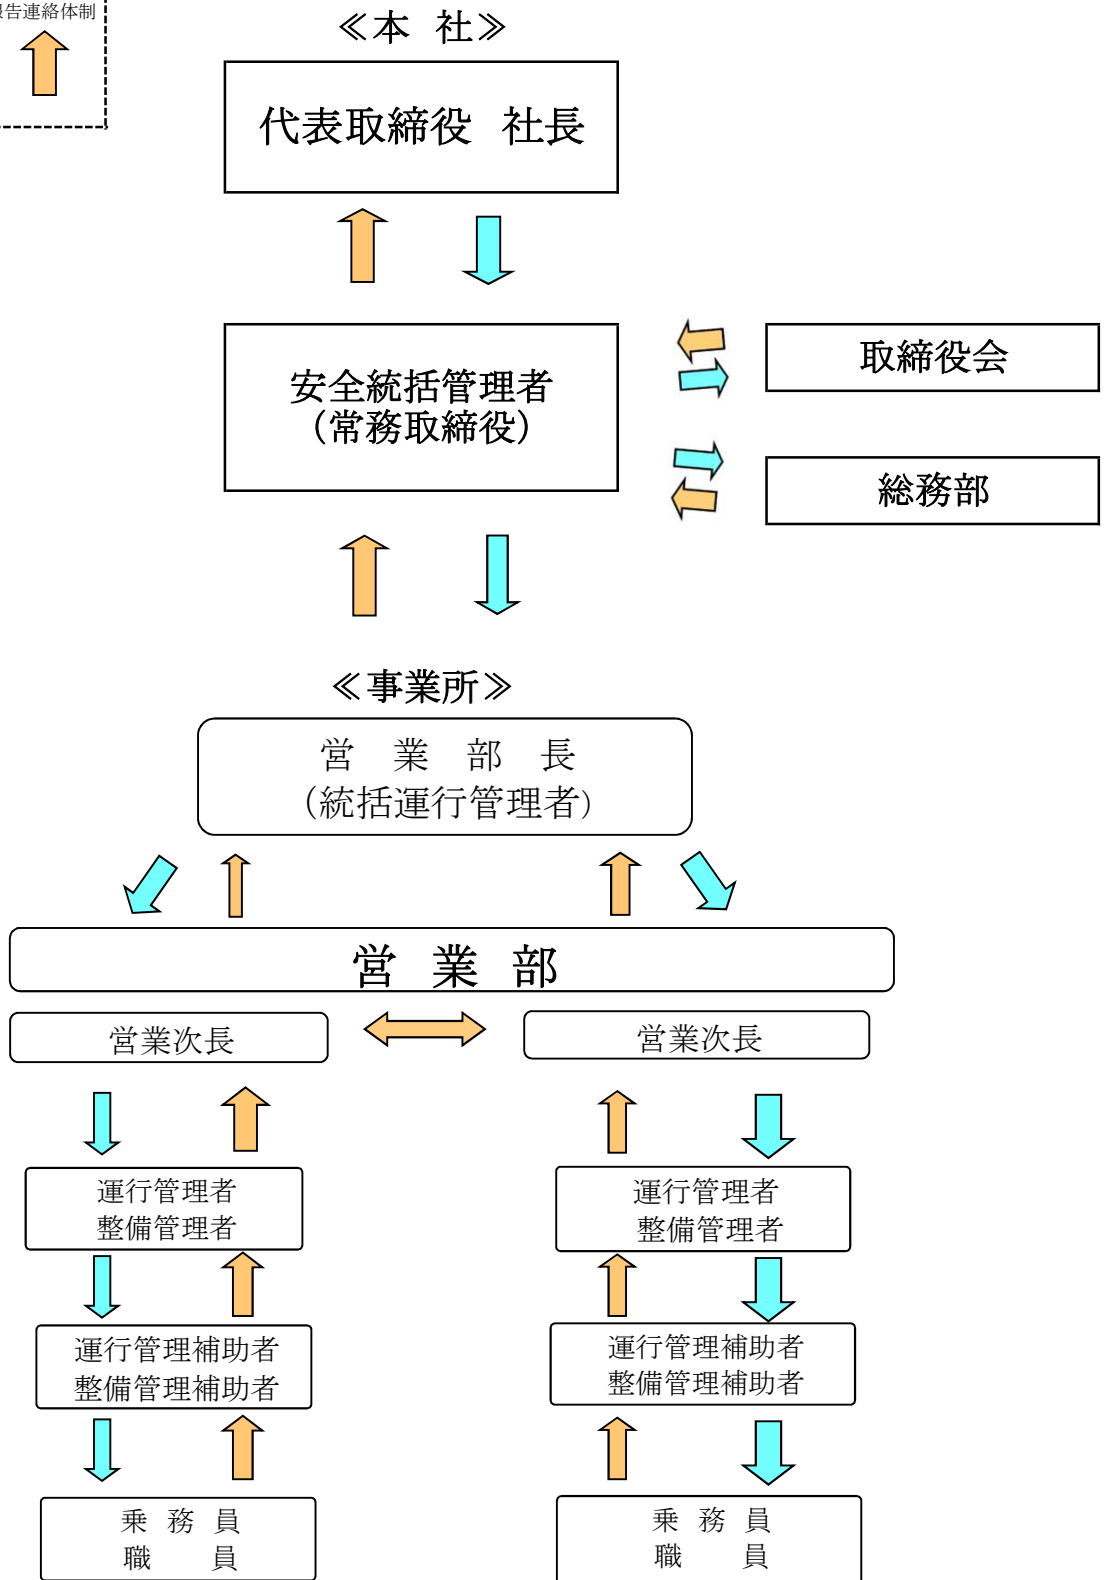 報告連絡体制
≪本 社≫
代表取締役 社長
安全統括管理者
(常務取締役)
取締役会
総務部
≪事業所≫
営 業 部 長
(統括運行管理者)
営 業 部
営業次長
営業次長
運行管理者
整備管理者
運行管理者
整備管理者
運行管理補助者
整備管理補助者
運行管理補助者
整備管理補助者
乗 務 員
職 員
乗 務 員
職 員